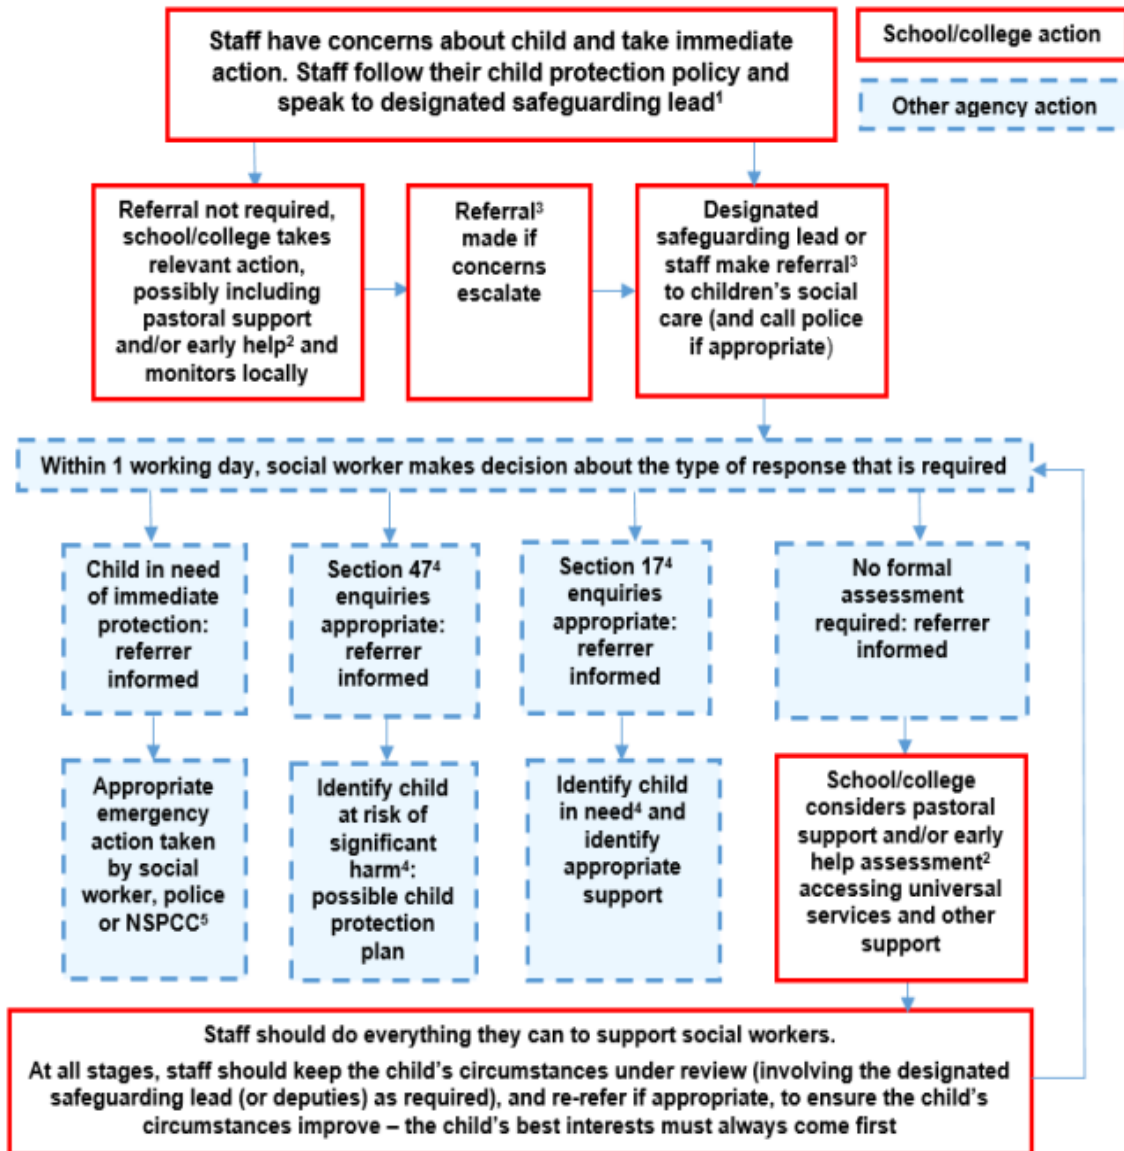 Staff have concerns about child and take immediate
action. Staff follow their child protection policy and
speak to designated safeguarding lead¹
School/college action
Other agency action
Referral not required,
school/college takes
relevant action,
possibly including
pastoral support
and/or early help² and
monitors locally
Referral³
made if
concerns
escalate
Designated
safeguarding lead or
staff make referral³
to children's social
care (and call police
if appropriate)
Within 1 working day, social worker makes decision about the type of response that is required
Child in need
of immediate
protection:
referrer
informed
Section 47⁴
enquiries
appropriate:
referrer
informed
Section 17⁴
enquiries
appropriate:
referrer
informed
No formal
assessment
required: referrer
informed
Appropriate
emergency
action taken
by social
worker, police
or NSPCC⁵
Identify child
at risk of
significant
harm⁴:
possible child
protection
plan
Identify child
in need⁴ and
identify
appropriate
support
School/college
considers pastoral
support and/or early
help assessment²
accessing universal
services and other
support
Staff should do everything they can to support social workers.
At all stages, staff should keep the child's circumstances under review (involving the designated
safeguarding lead (or deputies) as required), and re-refer if appropriate, to ensure the child's
circumstances improve – the child's best interests must always come first